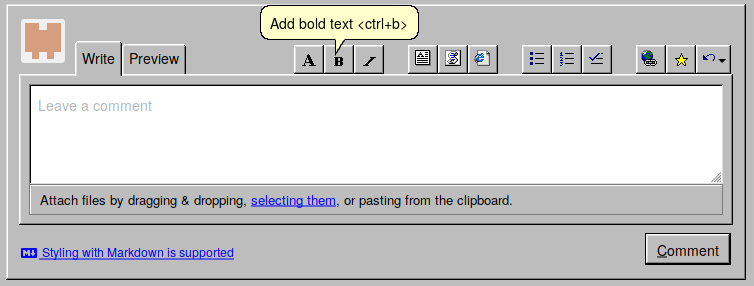 Add bold text <ctrl+b>
Write Preview A B I
Leave a comment
Attach files by dragging & dropping, selecting them, or pasting from the clipboard.
M↓ Styling with Markdown is supported
Comment